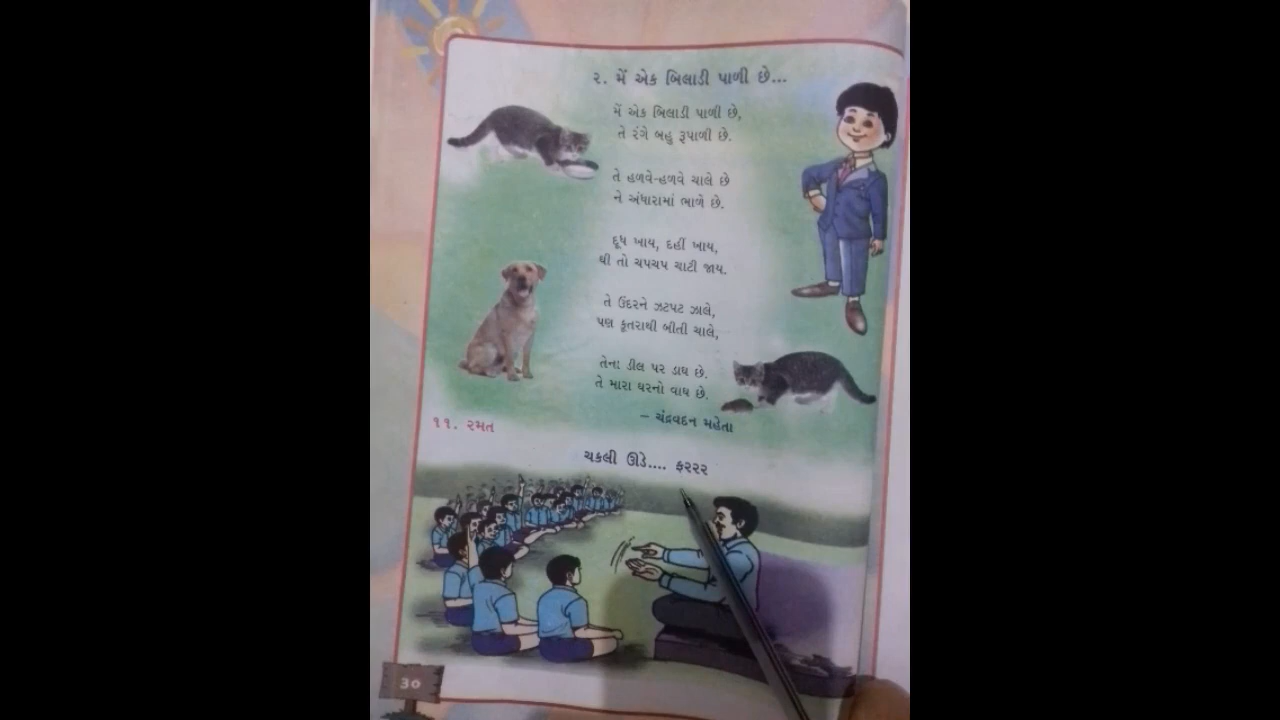 ૨. મેં એક બિલાડી પાળી છે...
મેં એક બિલાડી પાળી છે,
તે રંગે બહુ રૂપાળી છે.
તે હળવે-હળવે ચાલે છે
ને અંધારામાં ભાળે છે.
દૂધ ખાય, દહીં ખાય,
ઘી તો ચપચપ ચાટી જાય.
તે ઉંદરને ઝટપટ ઝાલે,
પણ કૂતરાથી બીતી ચાલે,
તેના ડીલ પર ડાઘ છે.
તે મારા ઘરનો વાઘ છે.
– ચંદ્રવદન મહેતા
૧૧. રમત
ચકલી ઊડે.... ફરરર
૩૦